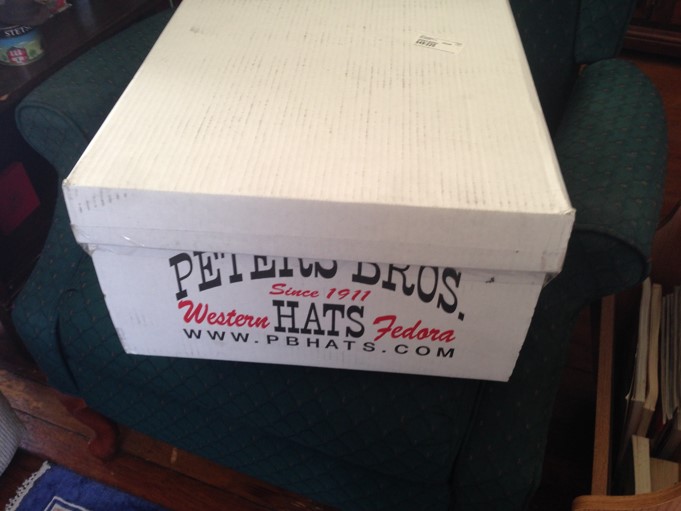 PETERS BROS.
Since 1911
Western HATS Fedora
WWW.PBHATS.COM